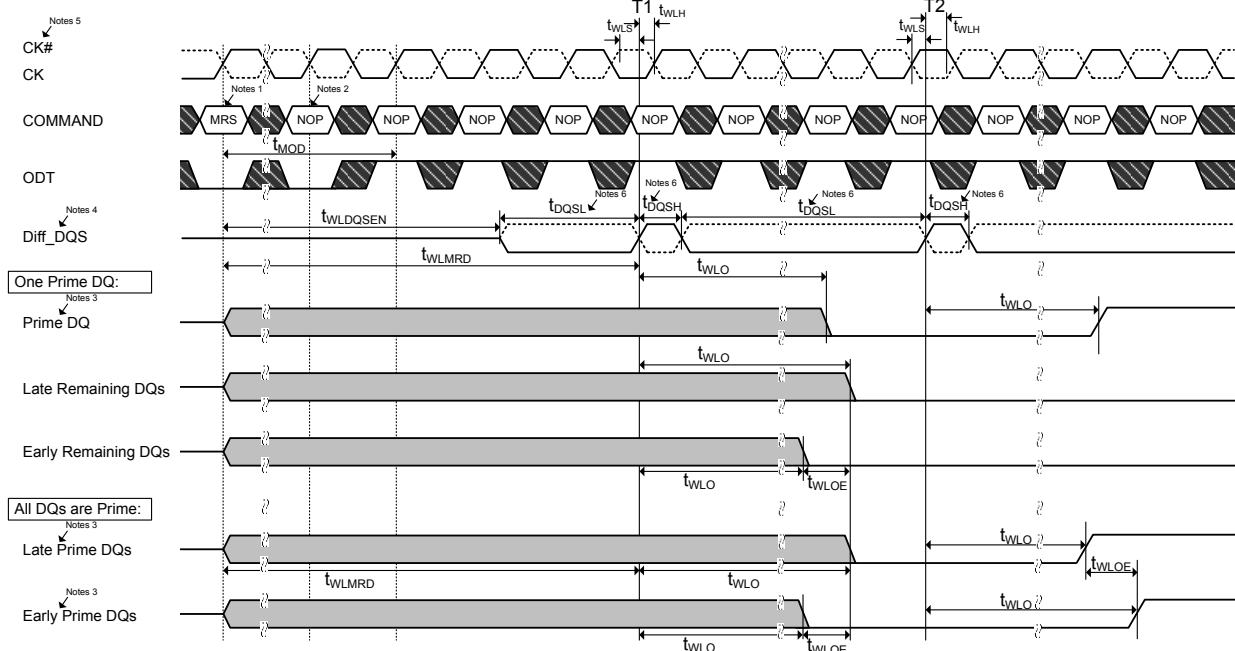 T1 T2
tWLS tWLH tWLS tWLH
Notes 5
CK#
CK
Notes 1 Notes 2
COMMAND MRS NOP NOP NOP NOP NOP NOP NOP NOP NOP NOP NOP
tMOD
ODT
Notes 6 Notes 6 Notes 6 Notes 6
tDQSL tDQSH tDQSL tDQSH
Notes 4
tWLDQSEN
Diff_DQS
tWLMRD
tWLO
One Prime DQ:
Notes 3
tWLO
Prime DQ
tWLO
Late Remaining DQs
Early Remaining DQs
tWLO tWLOE
All DQs are Prime:
Notes 3
tWLO
Late Prime DQs
tWLOE
tWLMRD tWLO
Notes 3
tWLO
Early Prime DQs
tWLO tWLOE